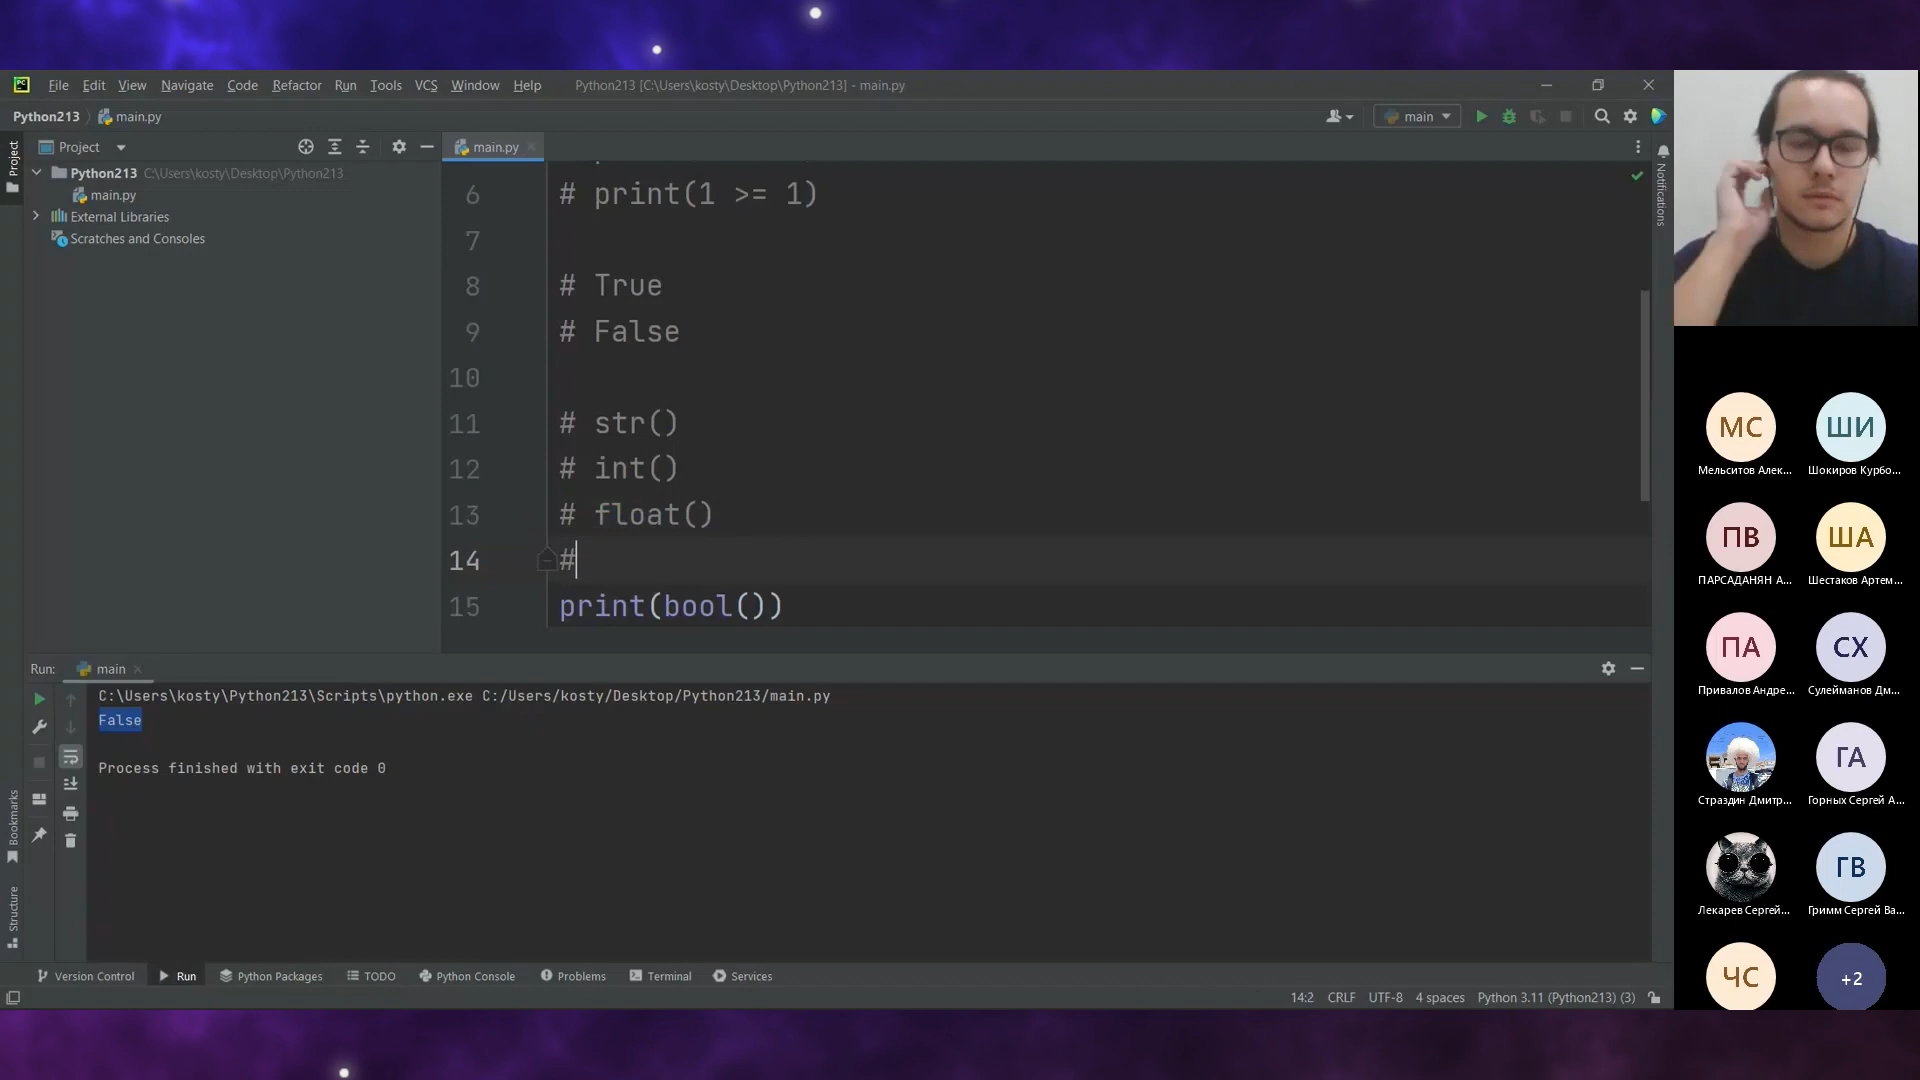 File Edit View Navigate Code Refactor Run Tools VCS Window Help Python213 [C:\Users\kosty\Desktop\Python213] - main.py
Python213 main.py
main
Project
Project
main.py
Python213 C:\Users\kosty\Desktop\Python213
main.py
External Libraries
Scratches and Consoles
Notifications
6 # print(1 >= 1)
7
8 # True
9 # False
10
11 # str()
12 # int()
13 # float()
14 #
15 print(bool())
Run: main
C:\Users\kosty\Python213\Scripts\python.exe C:/Users/kosty/Desktop/Python213/main.py
False
Process finished with exit code 0
Bookmarks
Structure
Version Control Run Python Packages TODO Python Console Problems Terminal Services
14:2 CRLF UTF-8 4 spaces Python 3.11 (Python213) (3)
МС ШИ
Мельситов Алек... Шокиров Курбо...
ПВ ША
ПАРСАДАНЯН А... Шестаков Артем...
ПА СХ
Привалов Андре... Сулейманов Дм...
ГА
Страздин Дмитр... Горных Сергей А...
ГВ
Лекарев Сергей... Гримм Сергей Ва...
ЧС +2